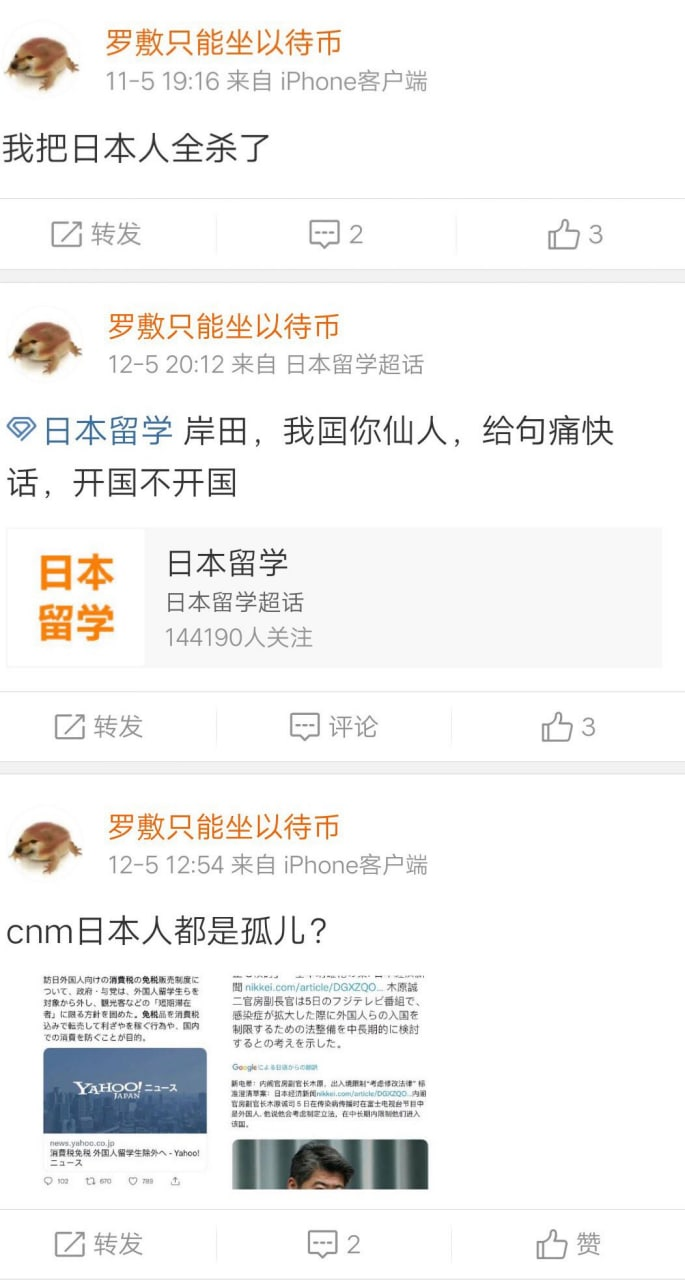 罗敷只能坐以待币
11-5 19:16 来自 iPhone客户端
我把日本人全杀了
转发
2
3
罗敷只能坐以待币
12-5 20:12 来自 日本留学超话
日本留学 岸田，我囸你仙人，给句痛快
话，开国不开国
日本
留学
日本留学
日本留学超话
144190人关注
转发
评论
3
罗敷只能坐以待币
12-5 12:54 来自 iPhone客户端
cnm日本人都是孤儿？
訪日外国人向けの消費税の免税販売制度に
ついて、政府・与党は、外国人留学生らを
対象から外し、観光客などの「短期滞在
者」に限る方針を固めた。免税品を消費税
込みで転売して利ざやを稼ぐ行為や、国内
での消費を防ぐことが目的。
YAHOO!ニュース
JAPAN
news.yahoo.co.jp
消費税免税 外国人留学生除外へ - Yahoo!
ニュース
102
670
789
聞 nikkei.com/article/DGXZQO... 木原誠
二官房副長官は5日のフジテレビ番組で、
感染症が拡大した際に外国人らの入国を
制限するための法整備を中長期的に検討
するとの考えを示した。
Google による日语からの翻訳
新电希：内阁官房副官长木原，出入境限制“考虑修改法律” 标
准澄清草案：日本经济新闻nikkei.com/article/DGXZQO...内阁
官房副官长木原诚司 5 日在传染病传播时在富士电视台节目中
是外国人. 他说他会考虑制定立法，在中长期内限制他们进入
该国。
转发
2
赞